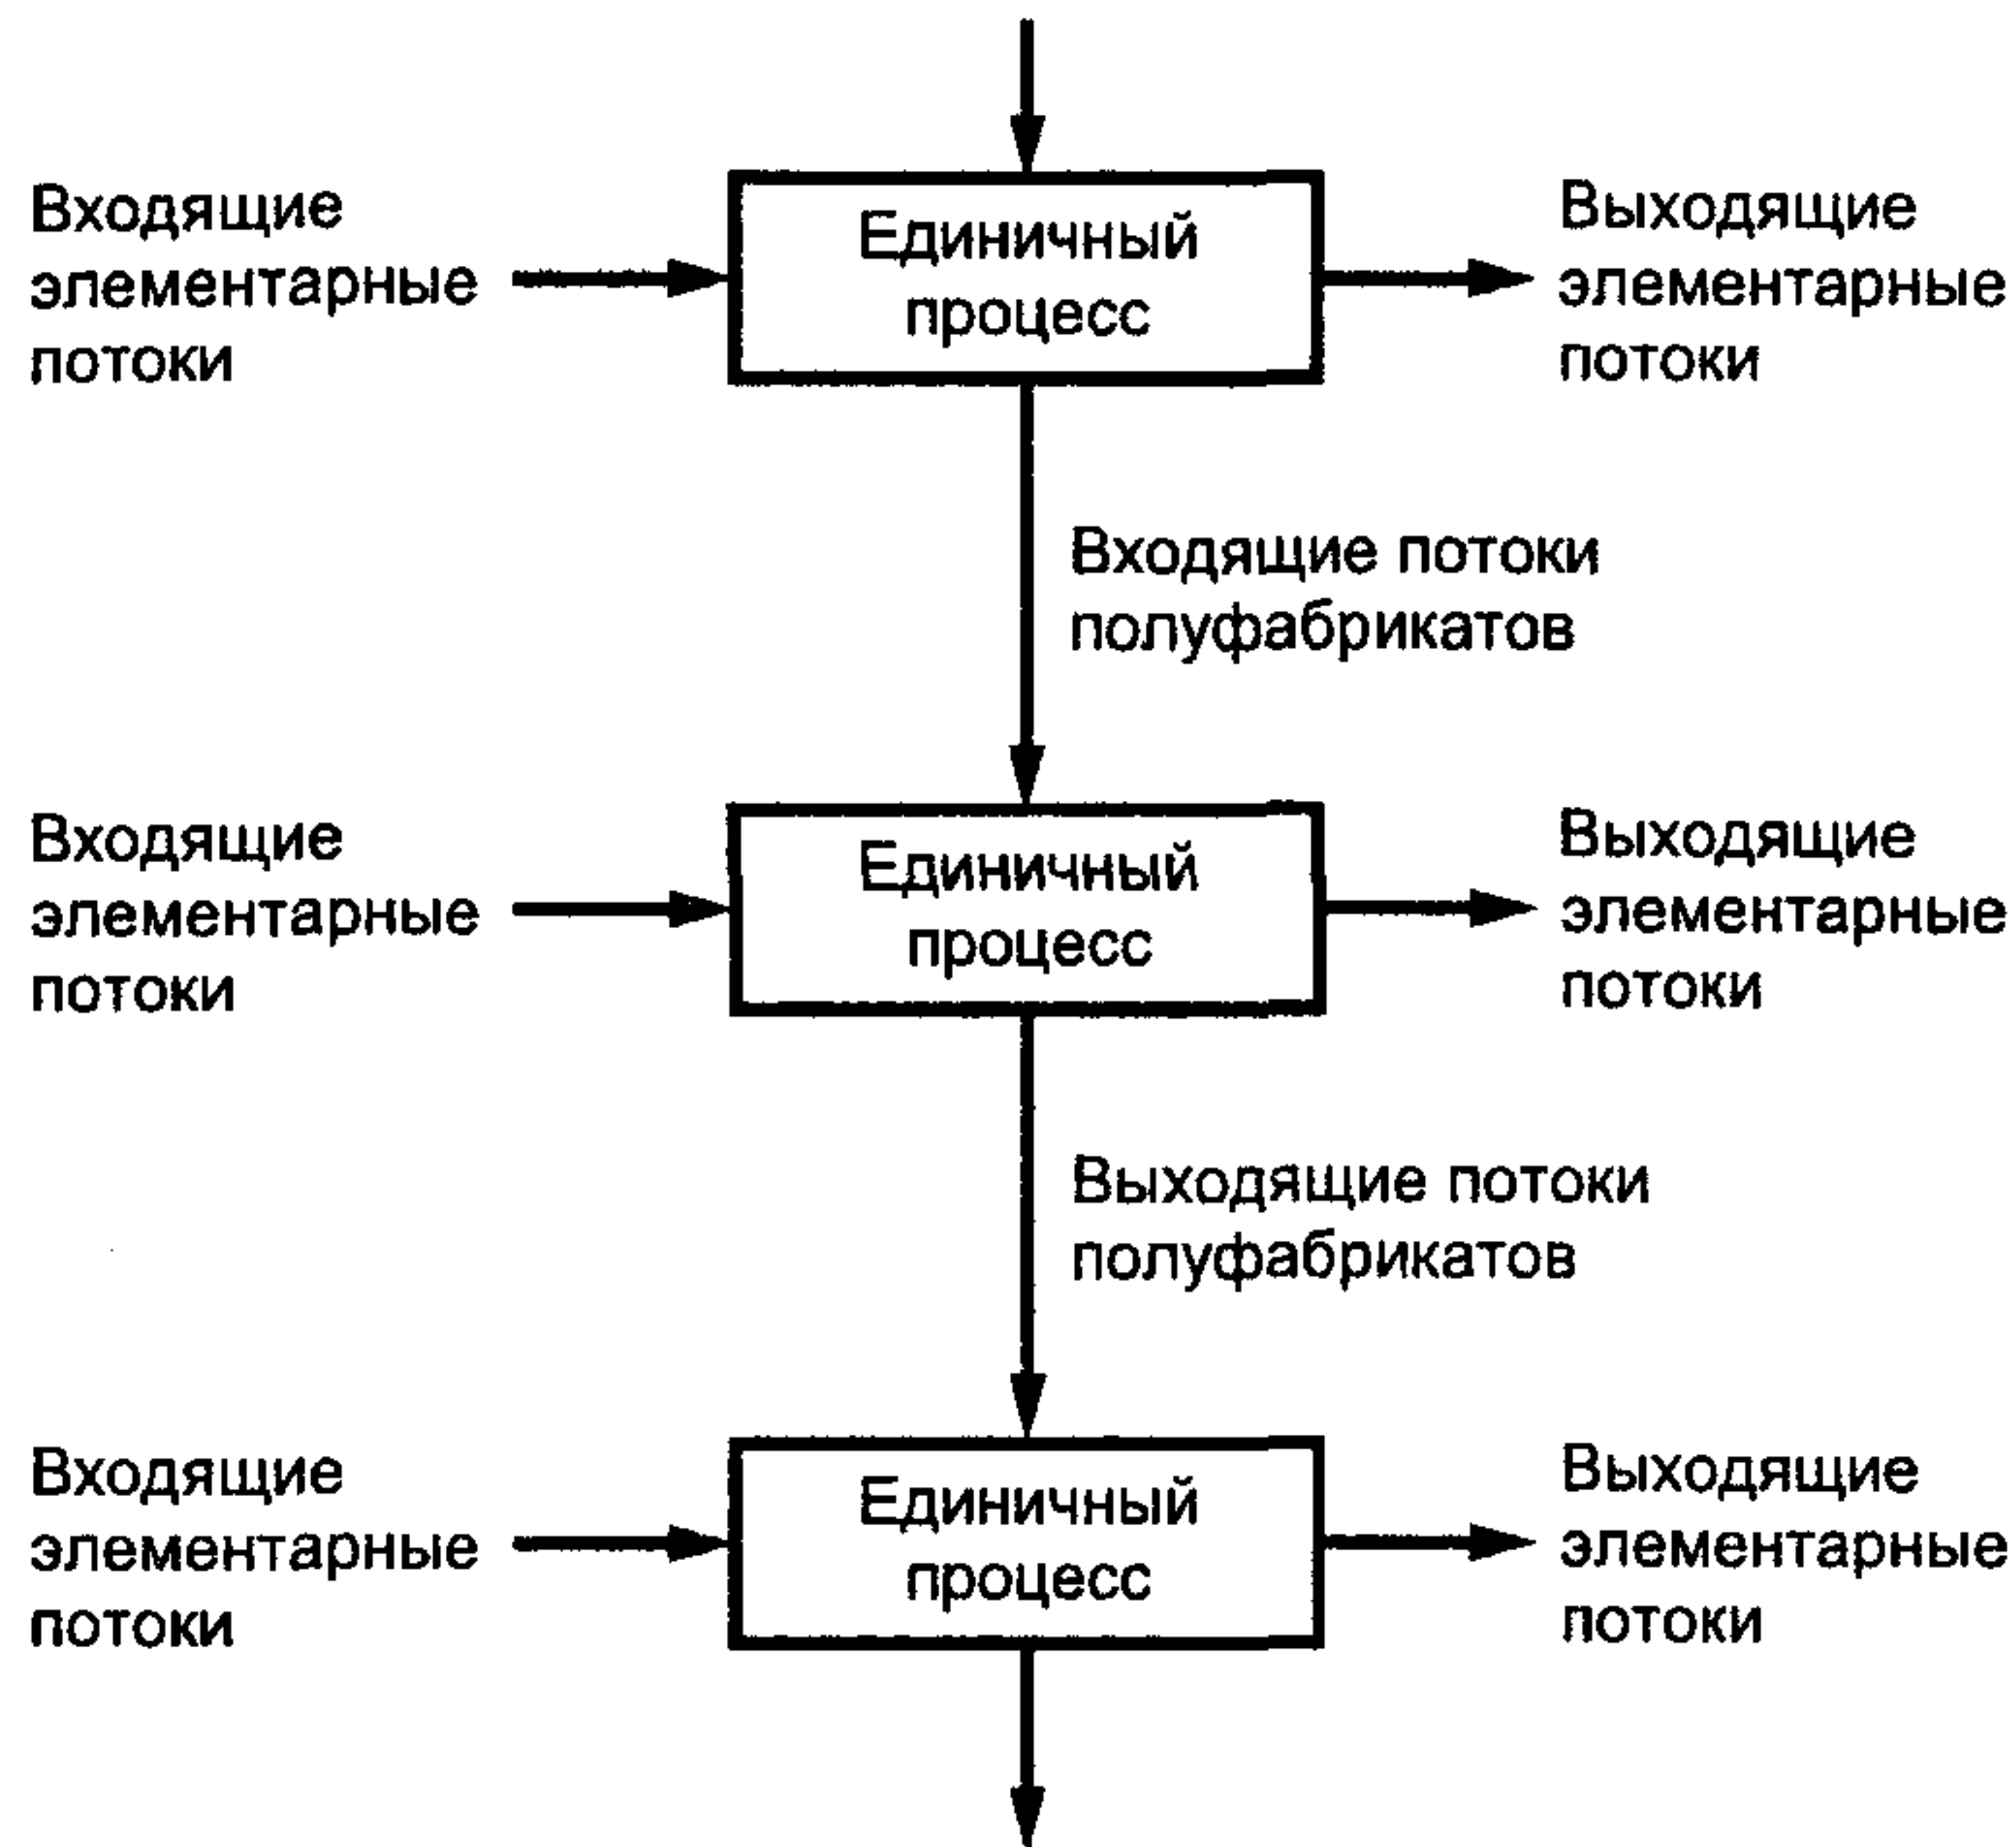 Входящие
элементарные
потоки
Единичный
процесс
Выходящие
элементарные
потоки
Входящие потоки
полуфабрикатов
Входящие
элементарные
потоки
Единичный
процесс
Выходящие
элементарные
потоки
Выходящие потоки
полуфабрикатов
Входящие
элементарные
потоки
Единичный
процесс
Выходящие
элементарные
потоки